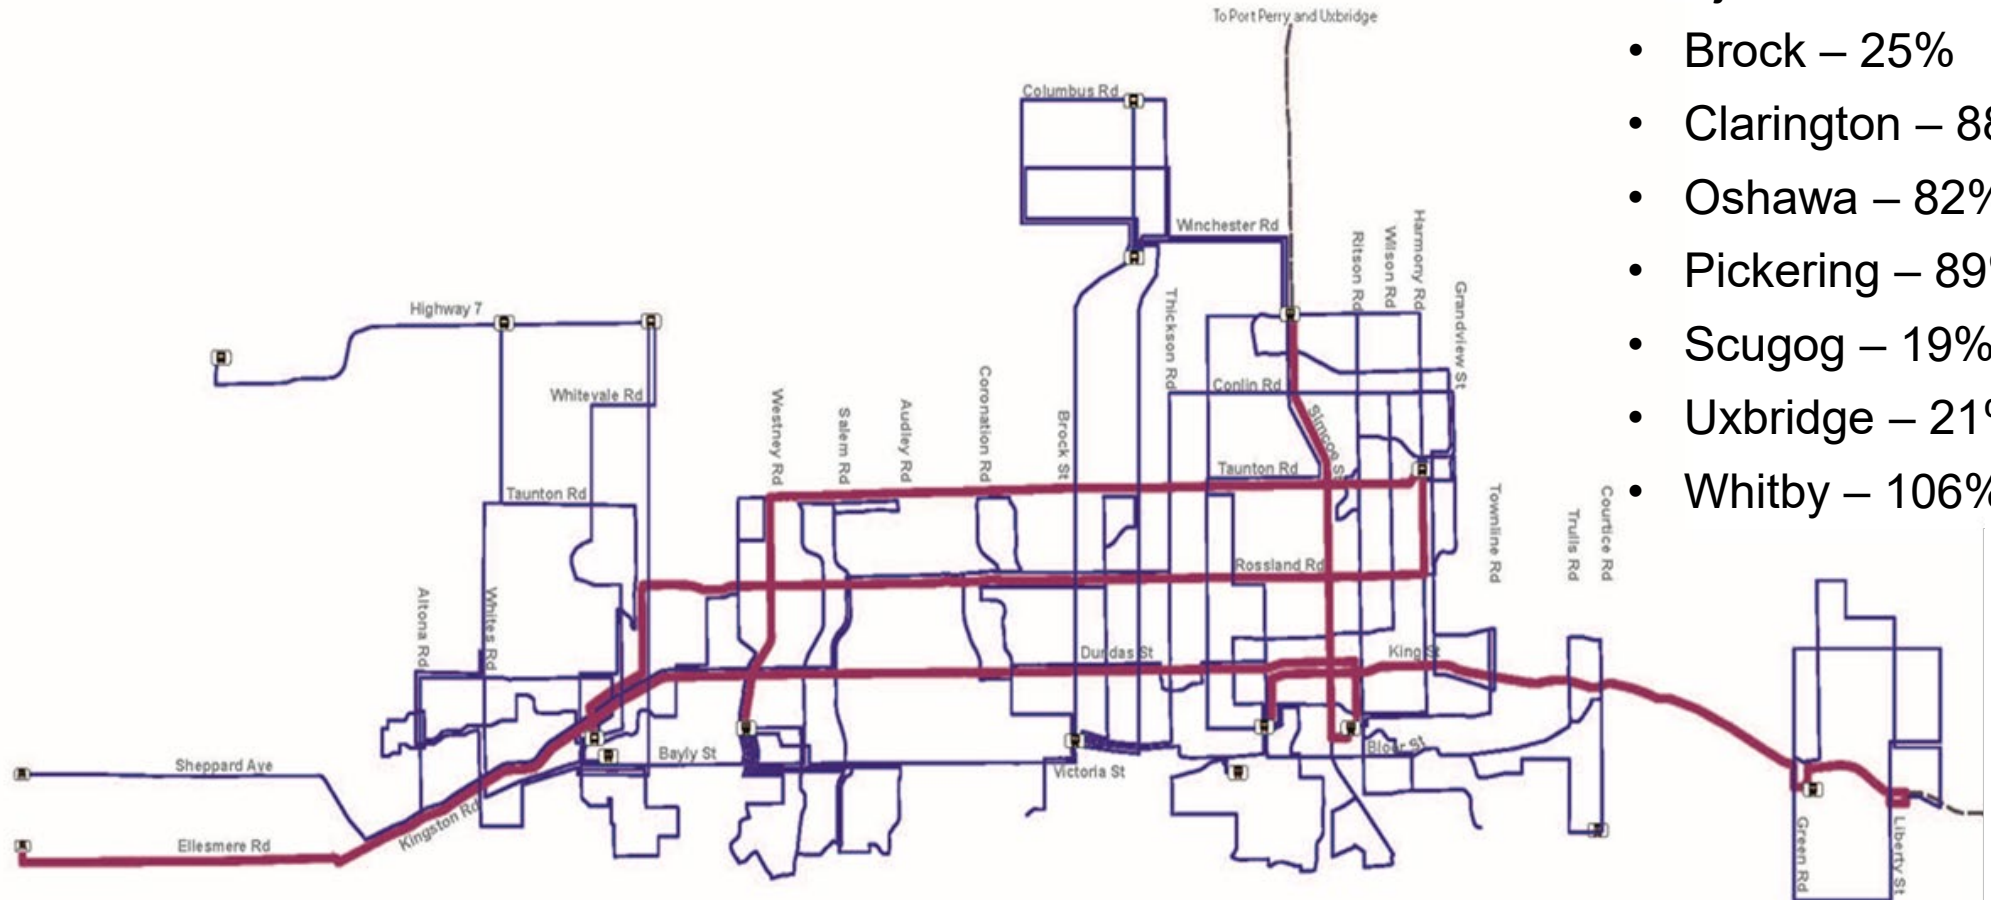 To Port Perry and Uxbridge
• Brock – 25%
Columbus Rd
• Clarington – 88
• Oshawa – 82%
Winchester Rd
Ritson Rd
Wilson Rd
Harmony Rd
• Pickering – 89%
Highway 7
Thickson Rd
Grandview St
• Scugog – 19%
Whitevale Rd
Conlin Rd
Westney Rd
Salem Rd
Audley Rd
Coronation Rd
Brock St
Simcoe St
• Uxbridge – 21%
Taunton Rd
Taunton Rd
• Whitby – 106%
Townline Rd
Trulls Rd
Courtice Rd
Rossland Rd
Altona Rd
Whites Rd
Dundas St
King St
Sheppard Ave
Bayly St
Victoria St
Bloor St
Kingston Rd
Ellesmere Rd
Green Rd
Liberty St